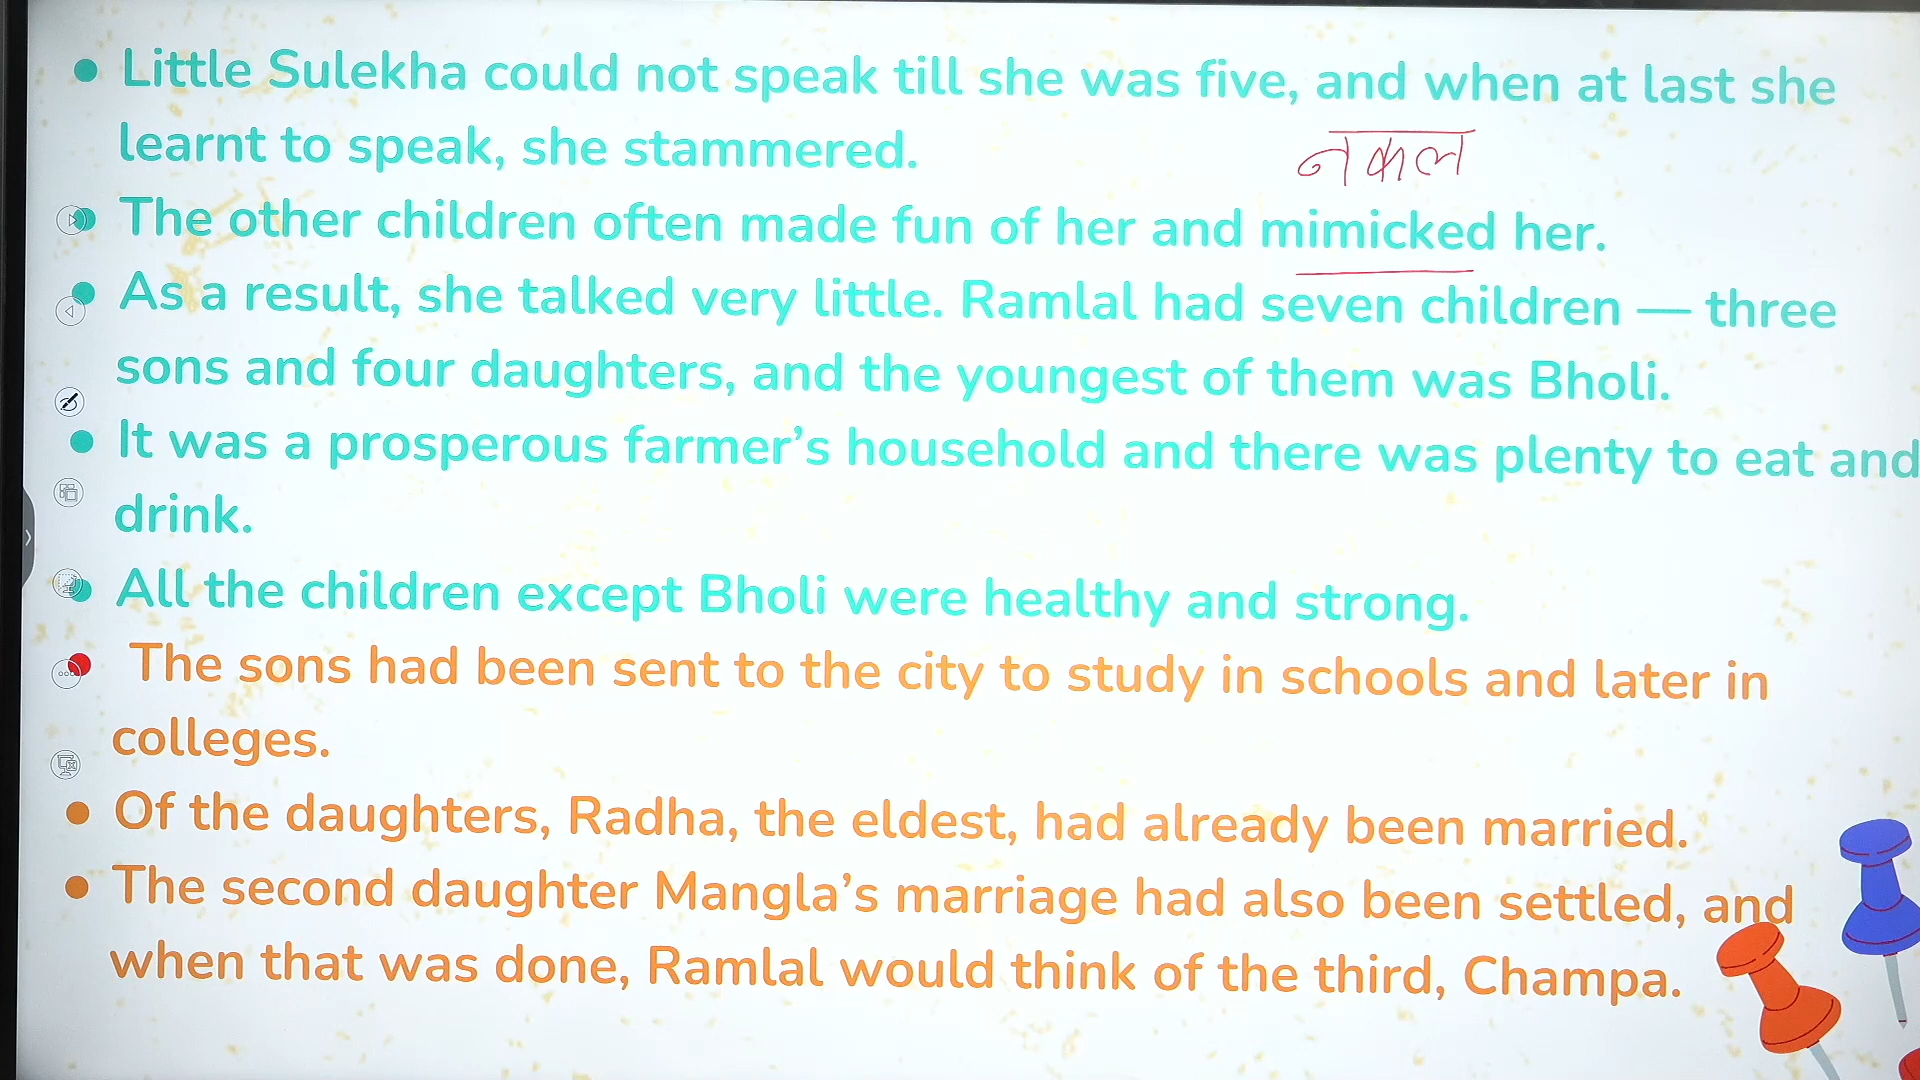 • Little Sulekha could not speak till she was five, and when at last she
learnt to speak, she stammered.
नकल
• The other children often made fun of her and mimicked her.
• As a result, she talked very little. Ramlal had seven children — three
sons and four daughters, and the youngest of them was Bholi.
• It was a prosperous farmer’s household and there was plenty to eat and
drink.
• All the children except Bholi were healthy and strong.
• The sons had been sent to the city to study in schools and later in
colleges.
• Of the daughters, Radha, the eldest, had already been married.
• The second daughter Mangla’s marriage had also been settled, and
when that was done, Ramlal would think of the third, Champa.